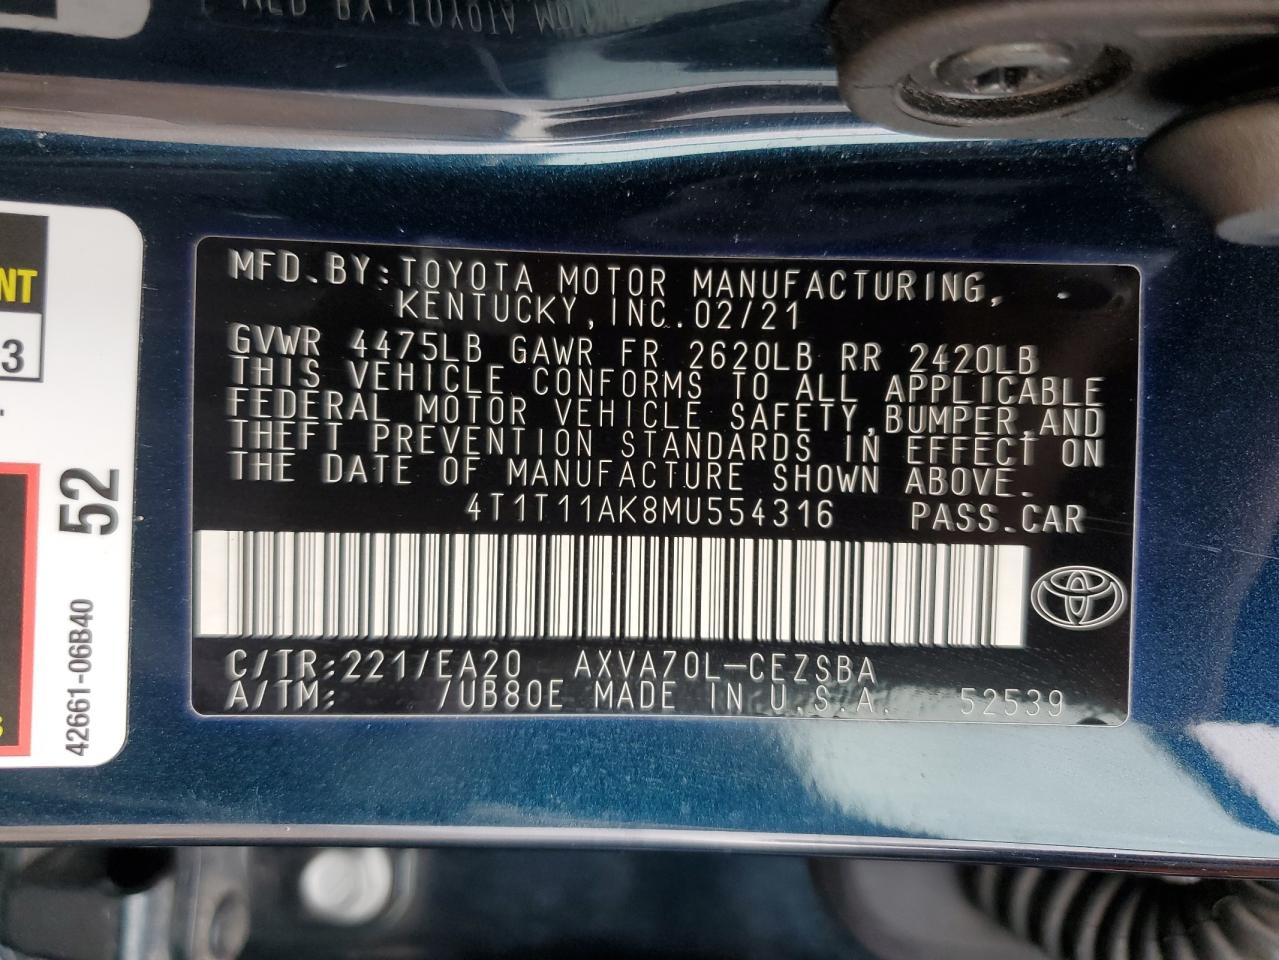 MFD.BY:TOYOTA MOTOR MANUFACTURING,
KENTUCKY,INC.02/21
GVWR 4475LB GAWR FR 2620LB RR 2420LB
THIS VEHICLE CONFORMS TO ALL APPLICABLE
FEDERAL MOTOR VEHICLE SAFETY,BUMPER,AND
THEFT PREVENTION STANDARDS IN EFFECT ON
THE DATE OF MANUFACTURE SHOWN ABOVE.
4T1T11AK8MU554316 PASS.CAR
C/TR:221/EA20 AXVA70L-CEZSBA
A/TM: /UB80E MADE IN U.S.A. 52539
NT
3
52
42661-06B40